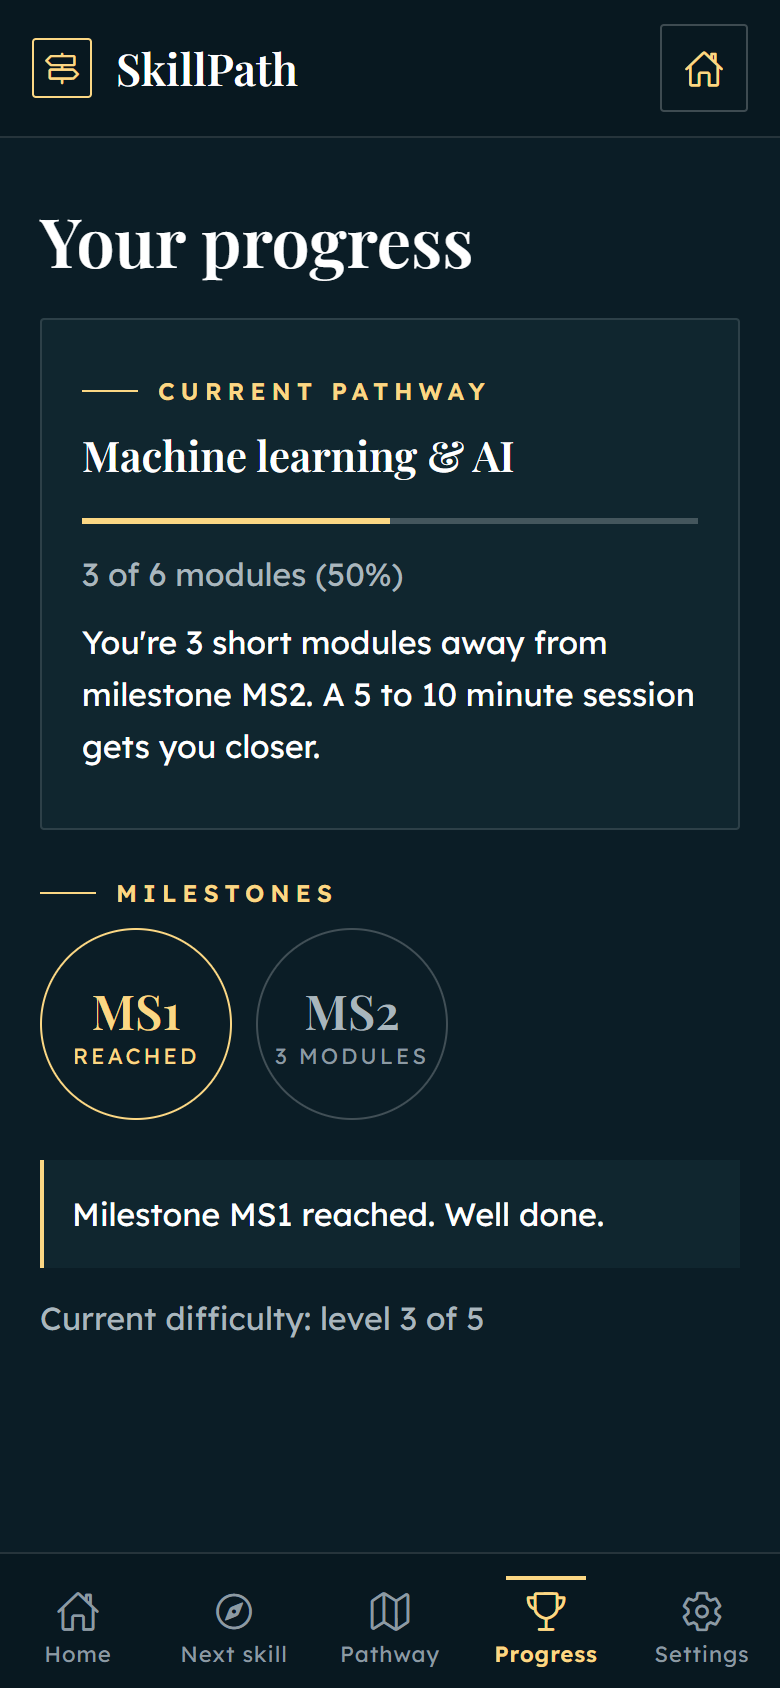 SkillPath
Your progress
CURRENT PATHWAY
Machine learning & AI
3 of 6 modules (50%)
You're 3 short modules away from
milestone MS2. A 5 to 10 minute session
gets you closer.
MILESTONES
MS1
REACHED
MS2
3 MODULES
Milestone MS1 reached. Well done.
Current difficulty: level 3 of 5
Home
Next skill
Pathway
Progress
Settings